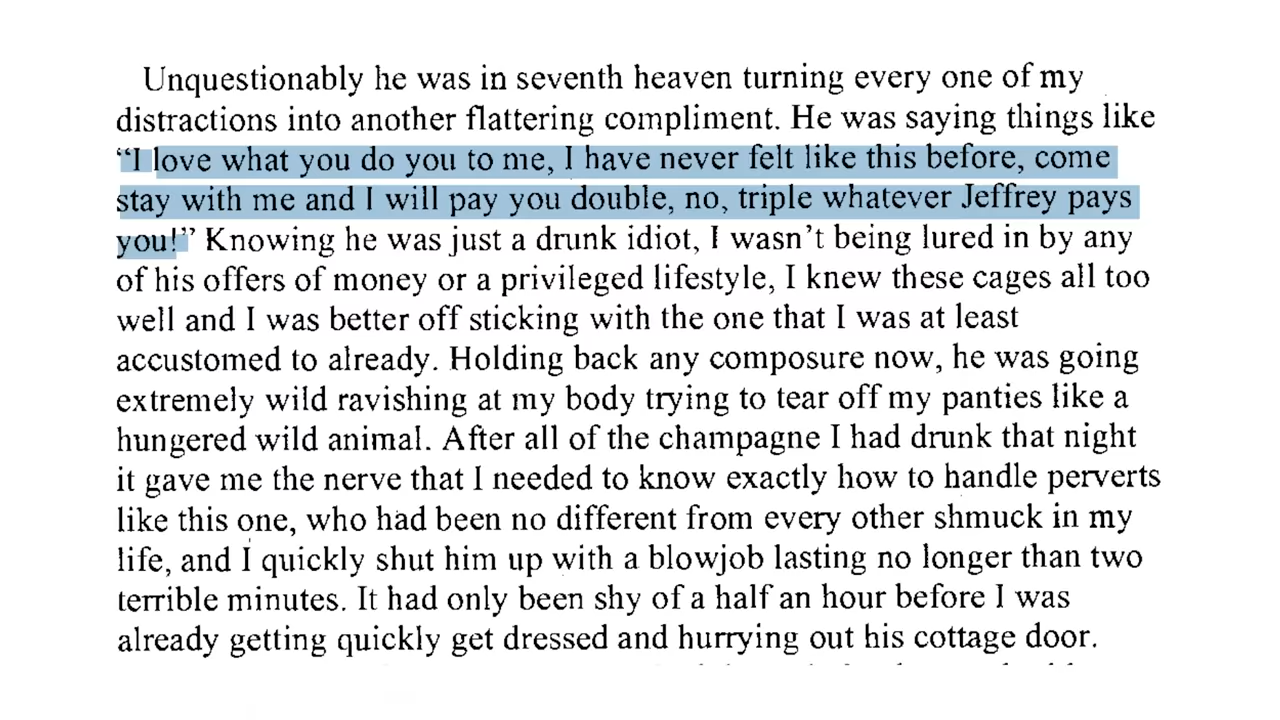 Unquestionably he was in seventh heaven turning every one of my
distractions into another flattering compliment. He was saying things like
“I love what you do you to me, I have never felt like this before, come
stay with me and I will pay you double, no, triple whatever Jeffrey pays
you!” Knowing he was just a drunk idiot, I wasn’t being lured in by any
of his offers of money or a privileged lifestyle, I knew these cages all too
well and I was better off sticking with the one that I was at least
accustomed to already. Holding back any composure now, he was going
extremely wild ravishing at my body trying to tear off my panties like a
hungered wild animal. After all of the champagne I had drunk that night
it gave me the nerve that I needed to know exactly how to handle perverts
like this one, who had been no different from every other shmuck in my
life, and I quickly shut him up with a blowjob lasting no longer than two
terrible minutes. It had only been shy of a half an hour before I was
already getting quickly get dressed and hurrying out his cottage door.